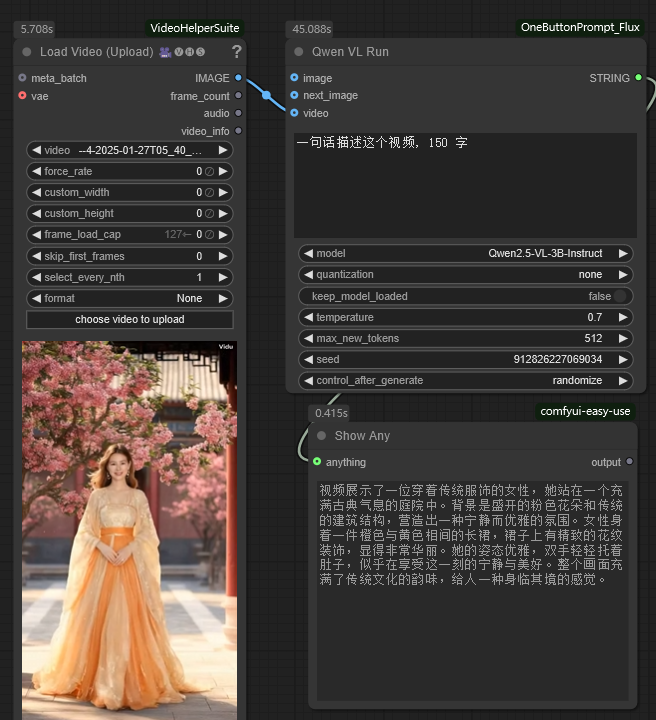 5.708s
VideoHelperSuite
Load Video (Upload) 🎥🅥🅗🅢
?
meta_batch
IMAGE
vae
frame_count
audio
video_info
video --4-2025-01-27T05_40_...
force_rate 0
custom_width 0
custom_height 0
frame_load_cap 127← 0
skip_first_frames 0
select_every_nth 1
format None
choose video to upload
Vidu
45.088s
OneButtonPrompt_Flux
Qwen VL Run
image
STRING
next_image
video
一句话描述这个视频, 150 字
model Qwen2.5-VL-3B-Instruct
quantization none
keep_model_loaded false
temperature 0.7
max_new_tokens 512
seed 912826227069034
control_after_generate randomize
0.415s
comfyui-easy-use
Show Any
anything
output
视频展示了一位穿着传统服饰的女性，她站在一个充
满古典气息的庭院中。背景是盛开的粉色花朵和传统
的建筑结构，营造出一种宁静而优雅的氛围。女性身
着一件橙色与黄色相间的长裙，裙子上有精致的花纹
装饰，显得非常华丽。她的姿态优雅，双手轻轻托着
肚子，似乎在享受这一刻的宁静与美好。整个画面充
满了传统文化的韵味，给人一种身临其境的感觉。